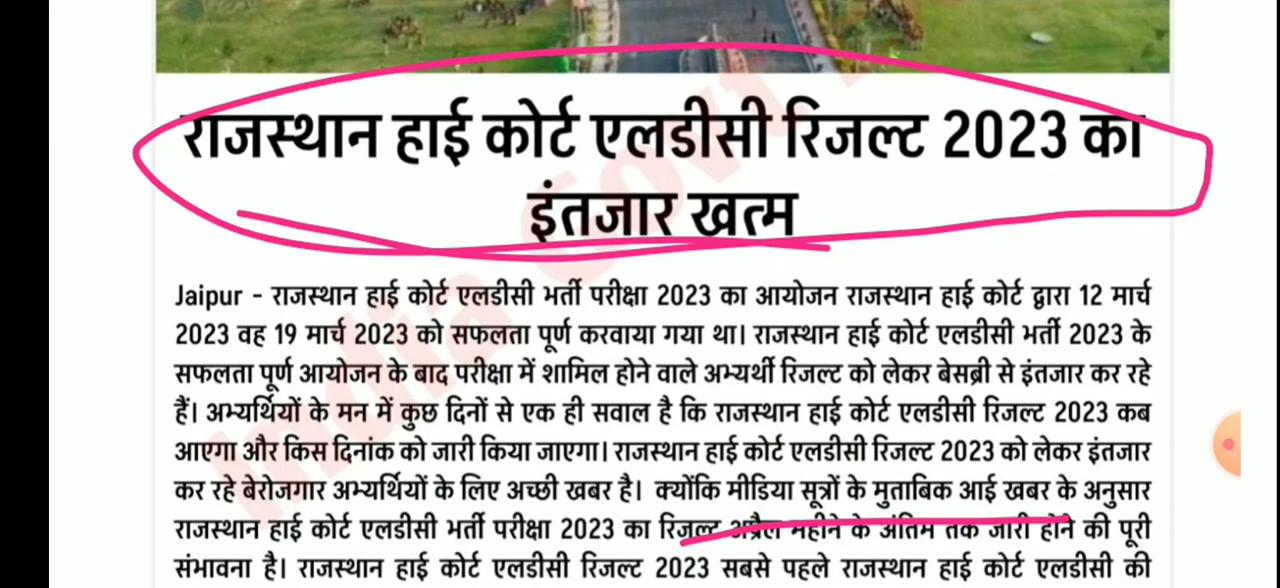 राजस्थान हाई कोर्ट एलडीसी रिजल्ट 2023 का
इंतजार खत्म
Jaipur - राजस्थान हाई कोर्ट एलडीसी भर्ती परीक्षा 2023 का आयोजन राजस्थान हाई कोर्ट द्वारा 12 मार्च
2023 वह 19 मार्च 2023 को सफलता पूर्ण करवाया गया था। राजस्थान हाई कोर्ट एलडीसी भर्ती 2023 के
सफलता पूर्ण आयोजन के बाद परीक्षा में शामिल होने वाले अभ्यर्थी रिजल्ट को लेकर बेसब्री से इंतजार कर रहे
हैं। अभ्यर्थियों के मन में कुछ दिनों से एक ही सवाल है कि राजस्थान हाई कोर्ट एलडीसी रिजल्ट 2023 कब
आएगा और किस दिनांक को जारी किया जाएगा। राजस्थान हाई कोर्ट एलडीसी रिजल्ट 2023 को लेकर इंतजार
कर रहे बेरोजगार अभ्यर्थियों के लिए अच्छी खबर है। क्योंकि मीडिया सूत्रों के मुताबिक आई खबर के अनुसार
राजस्थान हाई कोर्ट एलडीसी भर्ती परीक्षा 2023 का रिजल्ट अप्रैल महीने के अंतिम तक जारी होने की पूरी
संभावना है। राजस्थान हाई कोर्ट एलडीसी रिजल्ट 2023 सबसे पहले राजस्थान हाई कोर्ट एलडीसी की
India Govt